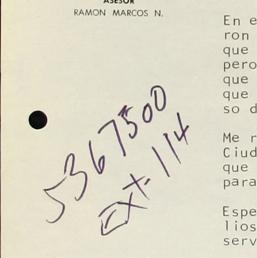 ASESOR
RAMON MARCOS N.
En e
ron
que
pero
que
que
so d
Me r
Ciud
que
para
Espe
lios
serv
5367500
EXT-114